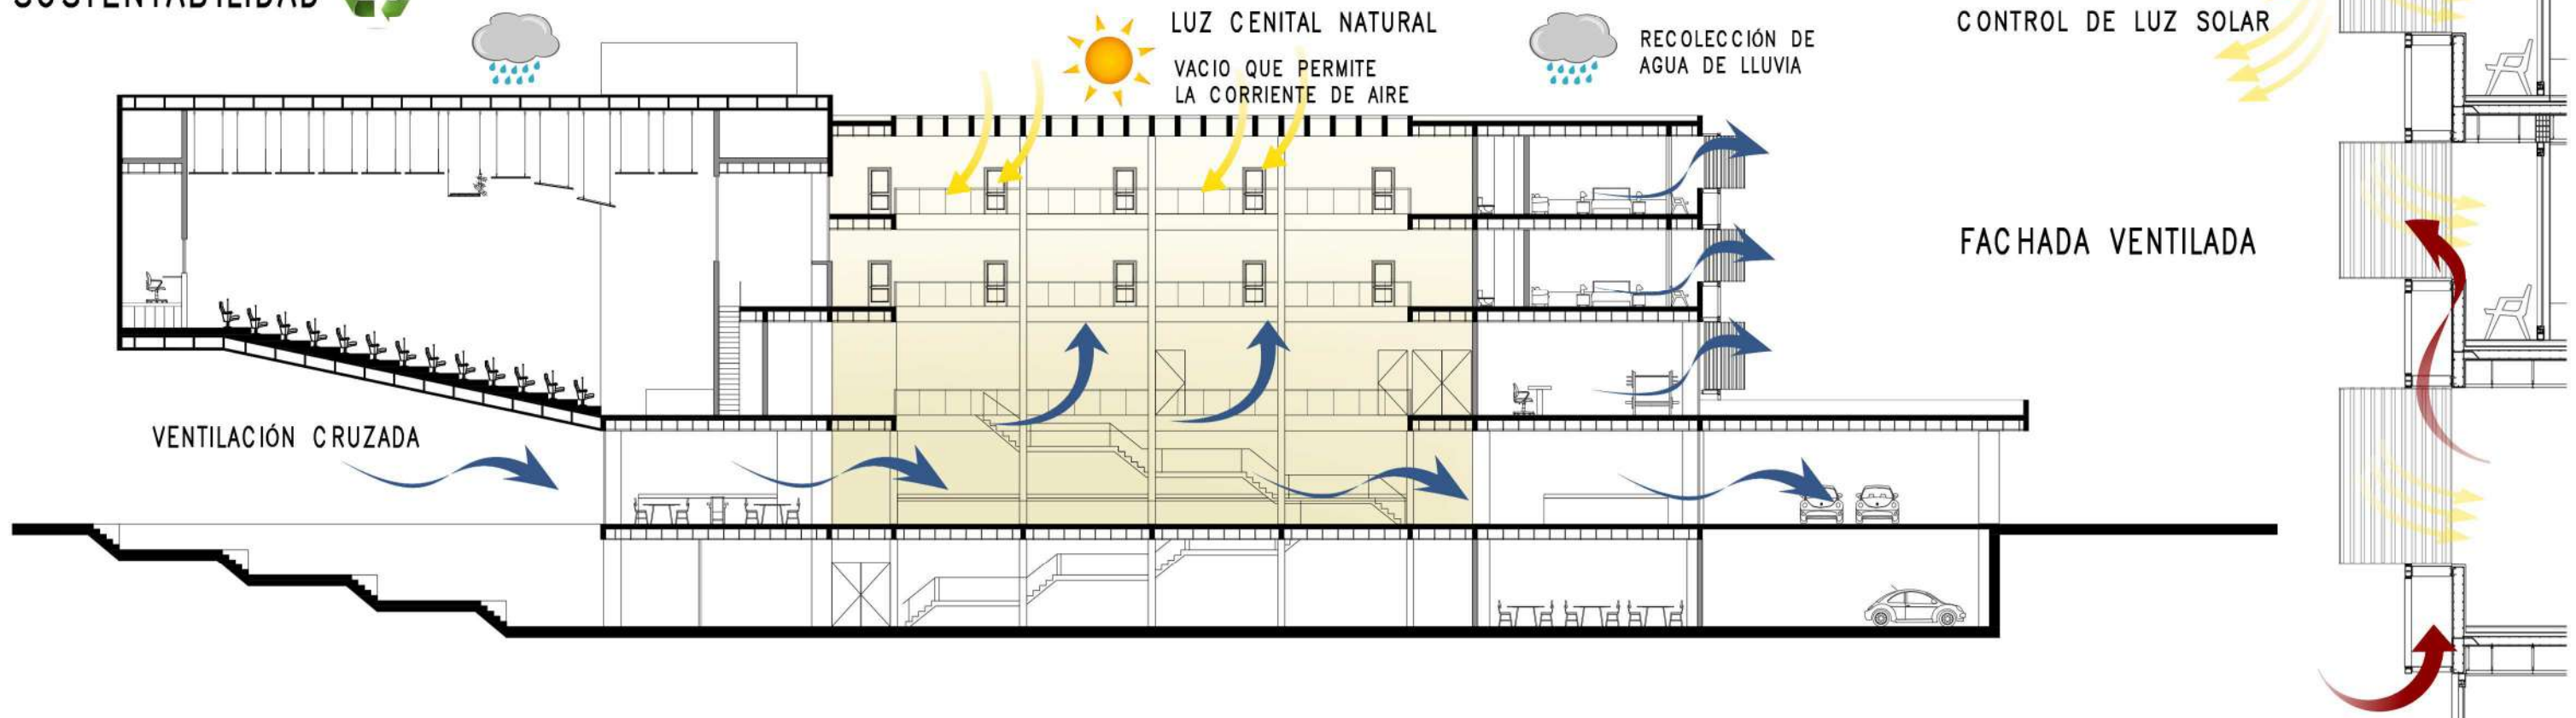 SUSTENTABILIDAD
LUZ CENITAL NATURAL
VACIO QUE PERMITE
LA CORRIENTE DE AIRE
RECOLECCIÓN DE
AGUA DE LLUVIA
CONTROL DE LUZ SOLAR
FACHADA VENTILADA
VENTILACIÓN CRUZADA